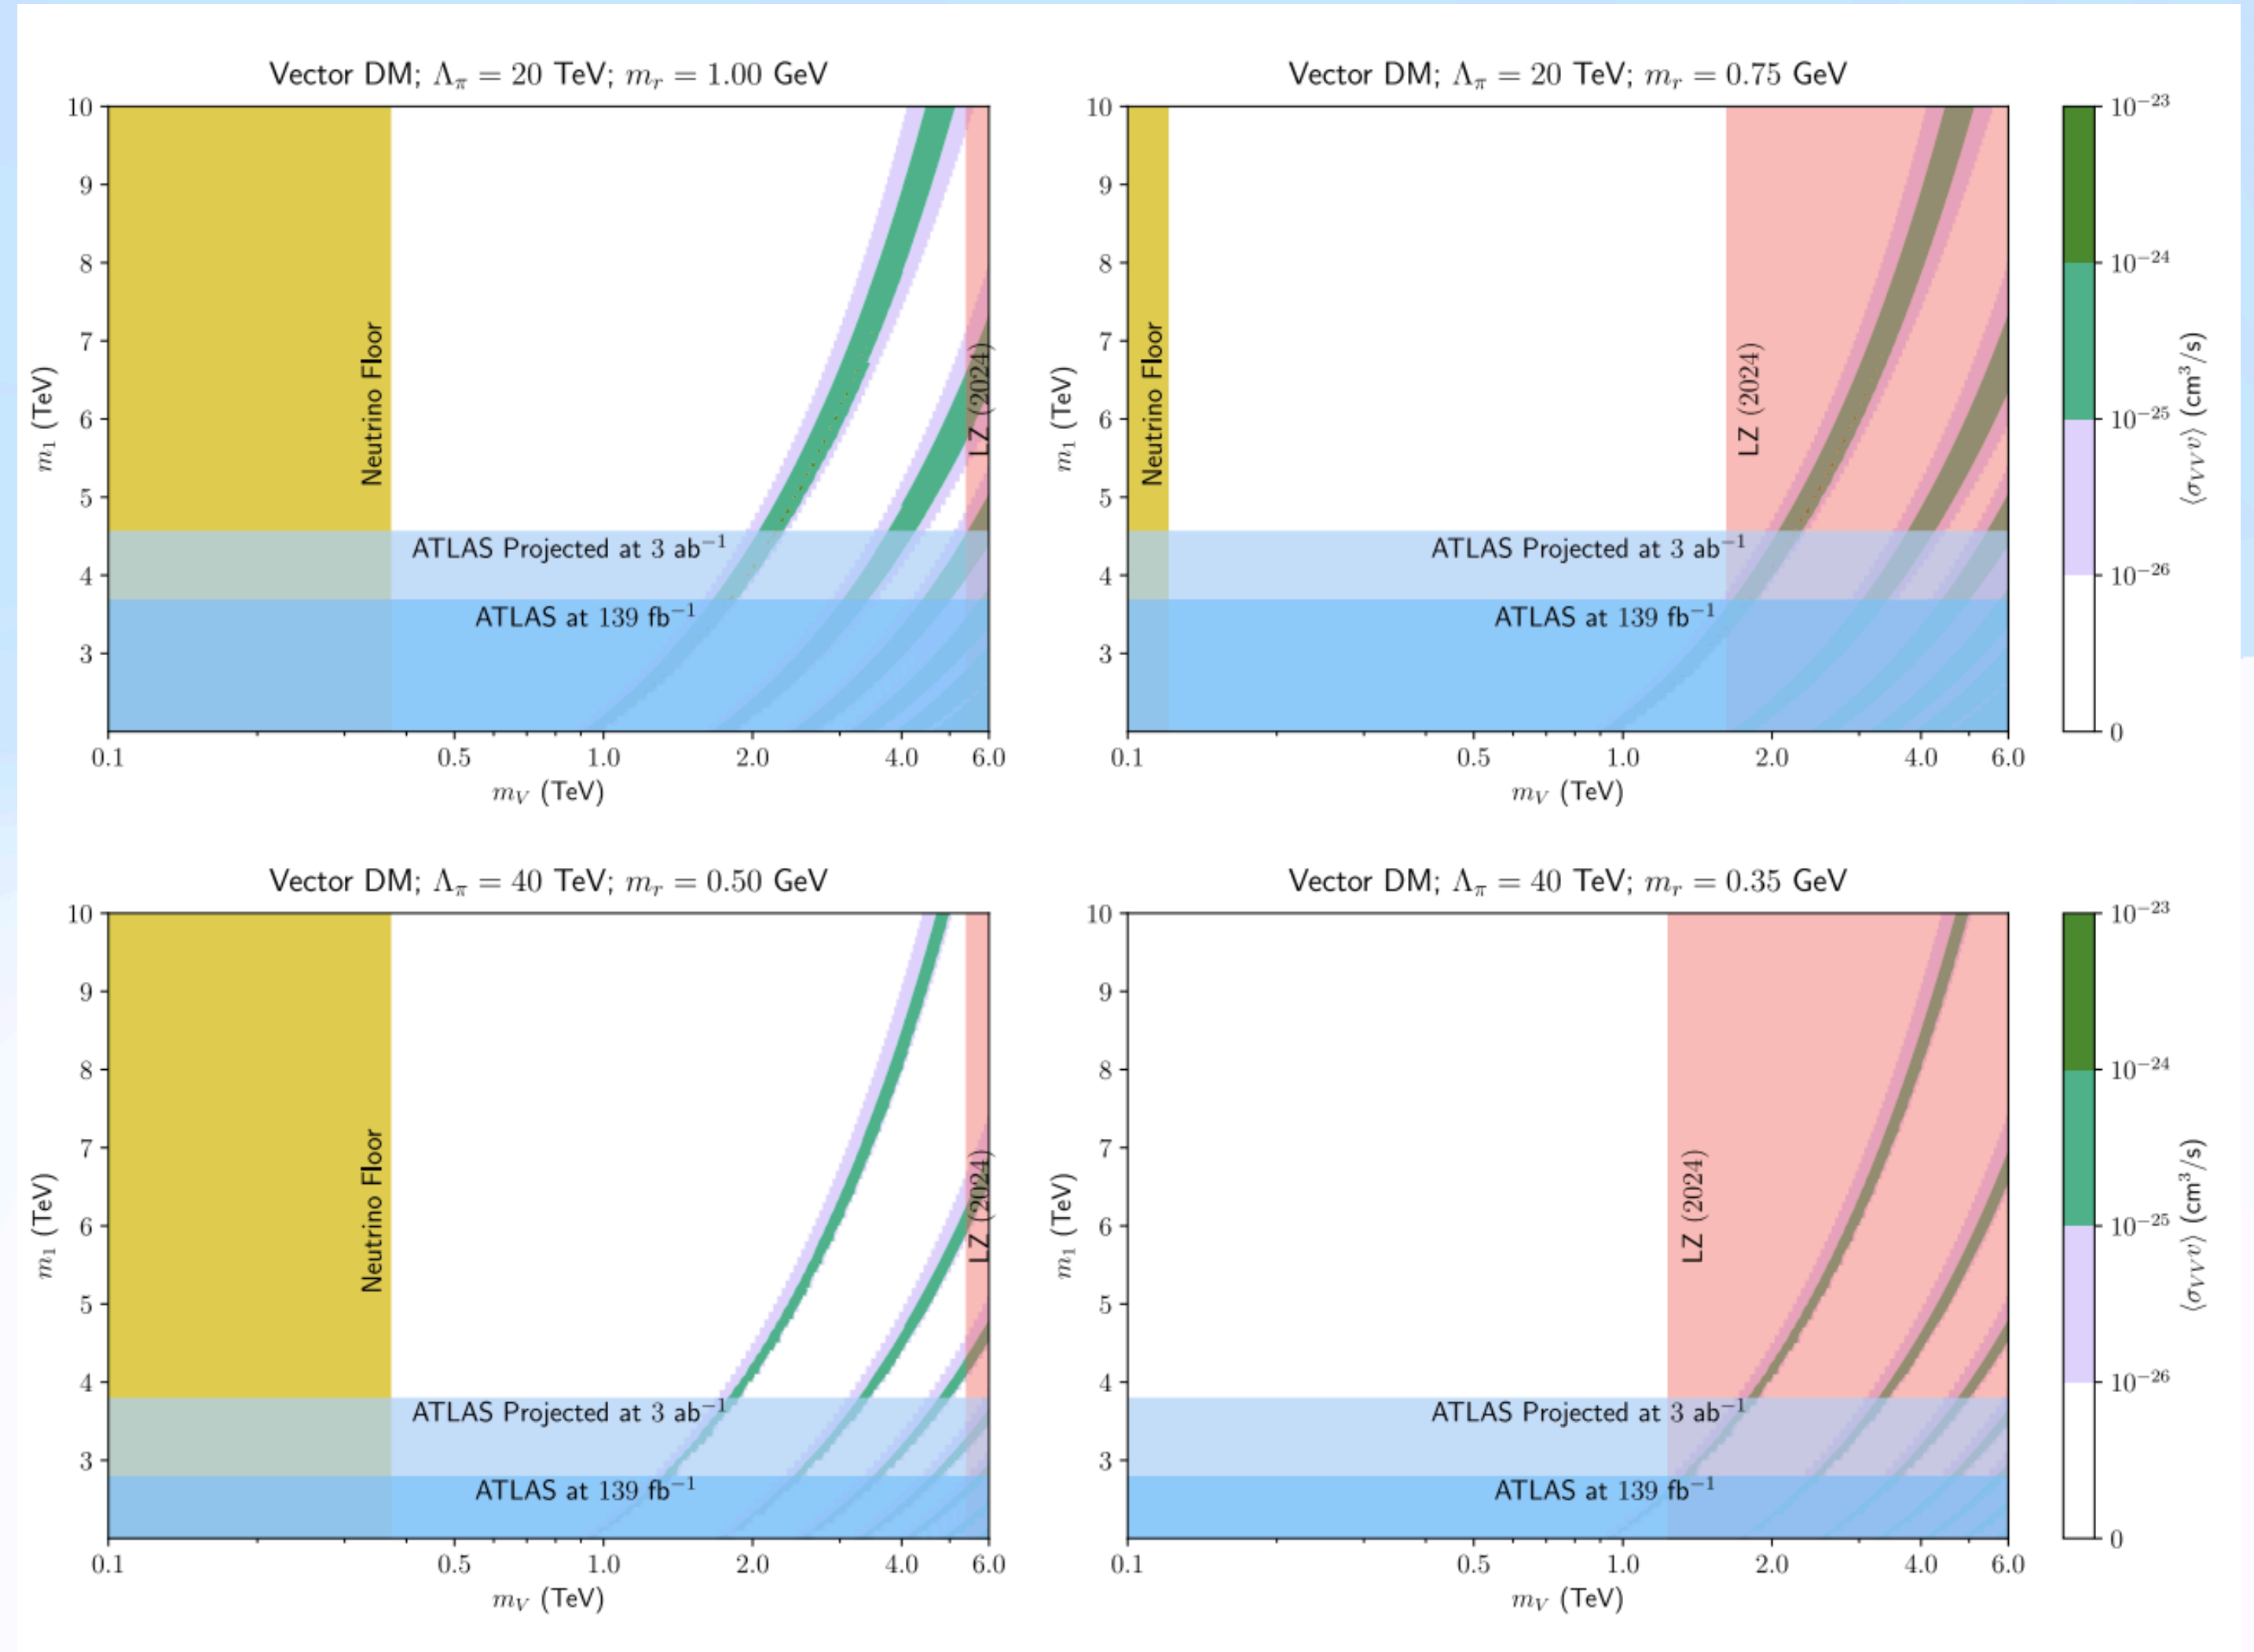 Vector DM; Λπ = 20 TeV; m_r = 1.00 GeV
10
9
8
7
6
5
4
3
m₁ (TeV)
Neutrino Floor
LZ (2024)
ATLAS Projected at 3 ab⁻¹
ATLAS at 139 fb⁻¹
0.1 0.5 1.0 2.0 4.0 6.0
m_V (TeV)
Vector DM; Λπ = 20 TeV; m_r = 0.75 GeV
10
9
8
7
6
5
4
3
m₁ (TeV)
Neutrino Floor
LZ (2024)
ATLAS Projected at 3 ab⁻¹
ATLAS at 139 fb⁻¹
0.1 0.5 1.0 2.0 4.0 6.0
m_V (TeV)
10⁻²³
10⁻²⁴
10⁻²⁵
10⁻²⁶
0
⟨σ_VV v⟩ (cm³/s)
Vector DM; Λπ = 40 TeV; m_r = 0.50 GeV
10
9
8
7
6
5
4
3
m₁ (TeV)
Neutrino Floor
LZ (2024)
ATLAS Projected at 3 ab⁻¹
ATLAS at 139 fb⁻¹
0.1 0.5 1.0 2.0 4.0 6.0
m_V (TeV)
Vector DM; Λπ = 40 TeV; m_r = 0.35 GeV
10
9
8
7
6
5
4
3
m₁ (TeV)
LZ (2024)
ATLAS Projected at 3 ab⁻¹
ATLAS at 139 fb⁻¹
0.1 0.5 1.0 2.0 4.0 6.0
m_V (TeV)
10⁻²³
10⁻²⁴
10⁻²⁵
10⁻²⁶
0
⟨σ_VV v⟩ (cm³/s)